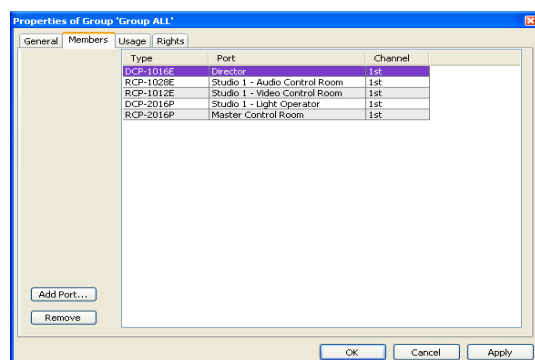 Properties of Group 'Group ALL'
General Members Usage Rights
Type Port Channel
DCP-1016E Director 1st
RCP-1028E Studio 1 - Audio Control Room 1st
RCP-1012E Studio 1 - Video Control Room 1st
DCP-2016P Studio 1 - Light Operator 1st
RCP-2016P Master Control Room 1st
Add Port...
Remove
OK Cancel Apply